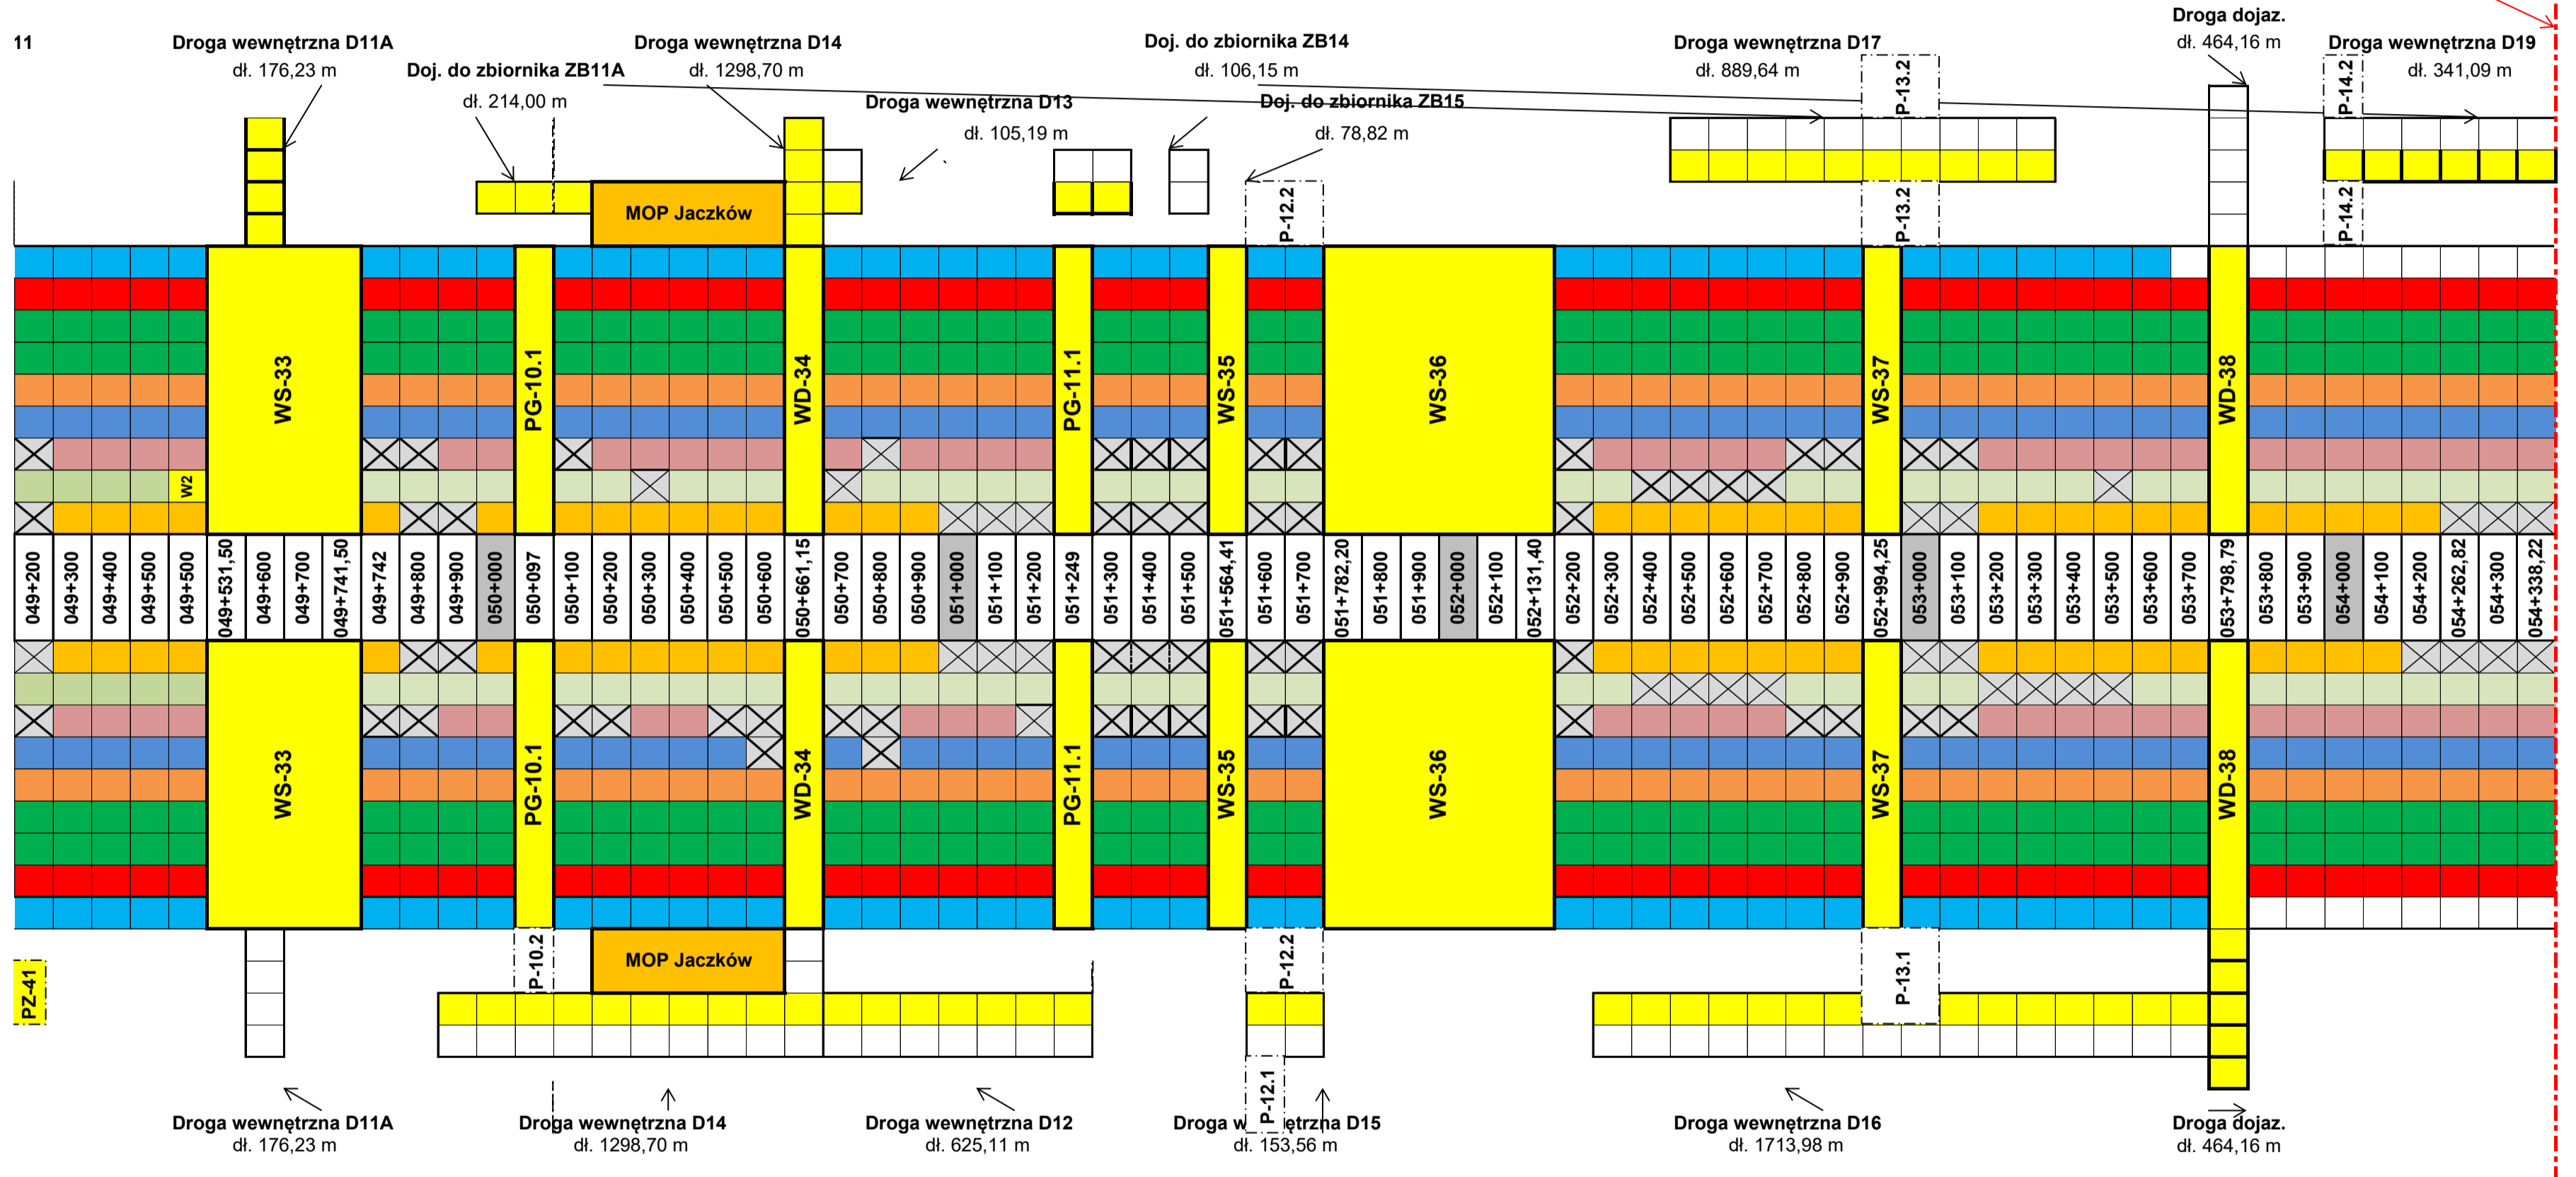 11
Droga wewnętrzna D11A
dł. 176,23 m
Doj. do zbiornika ZB11A
dł. 214,00 m
Droga wewnętrzna D14
dł. 1298,70 m
Droga wewnętrzna D13
dł. 105,19 m
Doj. do zbiornika ZB14
dł. 106,15 m
Doj. do zbiornika ZB15
dł. 78,82 m
Droga wewnętrzna D17
dł. 889,64 m
Droga dojaz.
dł. 464,16 m
Droga wewnętrzna D19
dł. 341,09 m
P-13.2
P-14.2
MOP Jaczków
P-12.2
P-13.2
P-14.2
WS-33
PG-10.1
WD-34
PG-11.1
WS-35
WS-36
WS-37
WD-38
W2
049+200
049+300
049+400
049+500
049+500
049+531,50
049+600
049+700
049+741,50
049+742
049+800
049+900
050+000
050+097
050+100
050+200
050+300
050+400
050+500
050+600
050+661,15
050+700
050+800
050+900
051+000
051+100
051+200
051+249
051+300
051+400
051+500
051+564,41
051+600
051+700
051+782,20
051+800
051+900
052+000
052+100
052+131,40
052+200
052+300
052+400
052+500
052+600
052+700
052+800
052+900
052+994,25
053+000
053+100
053+200
053+300
053+400
053+500
053+600
053+700
053+798,79
053+800
053+900
054+000
054+100
054+200
054+262,82
054+300
054+338,22
WS-33
PG-10.1
WD-34
PG-11.1
WS-35
WS-36
WS-37
WD-38
PZ-41
P-10.2
MOP Jaczków
P-12.2
P-13.1
P-12.1
Droga wewnętrzna D11A
dł. 176,23 m
Droga wewnętrzna D14
dł. 1298,70 m
Droga wewnętrzna D12
dł. 625,11 m
Droga w ętrzna D15
dł. 153,56 m
Droga wewnętrzna D16
dł. 1713,98 m
Droga dojaz.
dł. 464,16 m